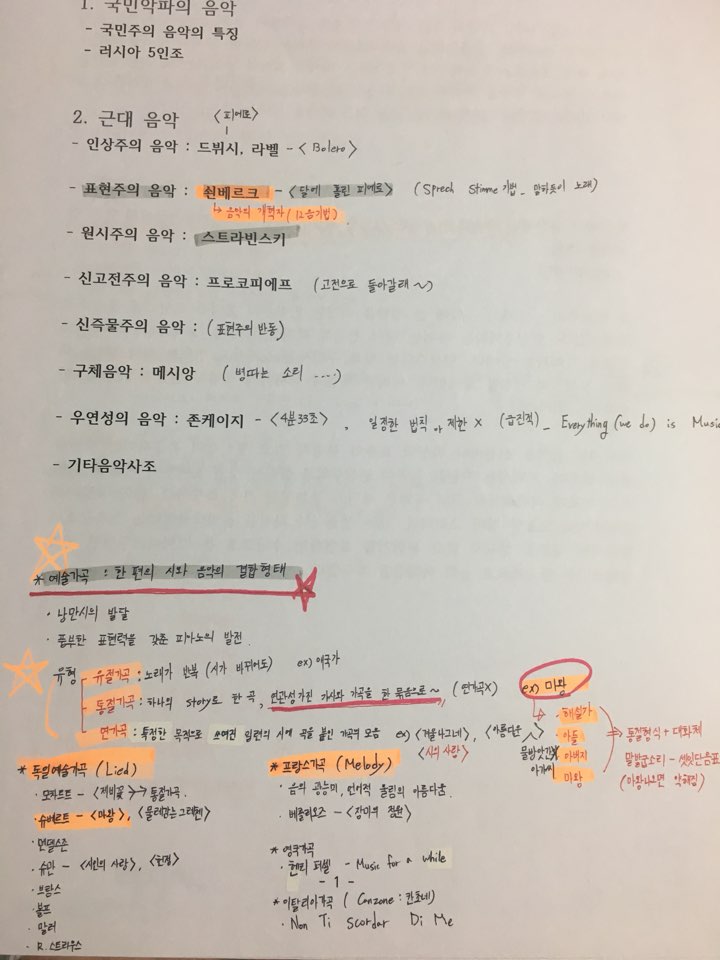 1. 국민악파의 음악
- 국민주의 음악의 특징
- 러시아 5인조
2. 근대 음악 <피에로>
- 인상주의 음악 : 드뷔시, 라벨 - <Bolero>
- 표현주의 음악 : 쇤베르크 - <달에 홀린 피에로> (Sprech Stimme 기법 - 말하듯이 노래)
↳ 음악의 개혁자 (12음기법)
- 원시주의 음악 : 스트라빈스키
- 신고전주의 음악 : 프로코피에프 (고전으로 돌아갈래~)
- 신즉물주의 음악 : (표현주의 반동)
- 구체음악 : 메시앙 (병따는 소리 ....)
- 우연성의 음악 : 존케이지 - <4분33초> , 일정한 법칙, 제한 X (급진적) - Everything (we do) is Music
- 기타음악사조
* 예술가곡 : 한 편의 시와 음악의 결합형태
· 낭만시의 발달
· 풍부한 표현력을 갖춘 피아노의 발전.
유형 - 유절가곡 : 노래가 반복 (시가 바뀌어도) ex) 애국가
- 통절가곡 : 하나의 story로 한 곡, 연관성가진 가사와 가곡을 한 묶음으로~ (연가곡X)
- 연가곡 : 특정한 목적으로 쓰여진 일련의 시에 곡을 붙인 가곡의 모음 ex) <겨울나그네>, <아름다운 물방앗간 아가씨>
<시의 사랑>
ex) 마왕
→ 해설가
아들
아버지
마왕
⇒ 통절형식 + 대화체
말발굽소리 - 셋잇단음표
(마왕나오면 약해짐)
* 독일예술가곡 (Lied)
· 모차르트 - <제비꽃> → 통절가곡.
· 슈베르트 - <마왕>, <물레잣는 그레첸>
· 멘델스존
· 슈만 - <시인의 사랑>, <헌정>
· 브람스
· 볼프
· 말러
· R. 스트라우스
* 프랑스가곡 (Melody)
· 음의 관능미, 언어적 울림의 아름다움.
· 베를리오즈 - <장미의 정원>
* 영국가곡
· 헨리 퍼셀 - Music for a while
- 1 -
* 이탈리아가곡 (Canzone : 칸초네)
· Non Ti Scordar Di Me